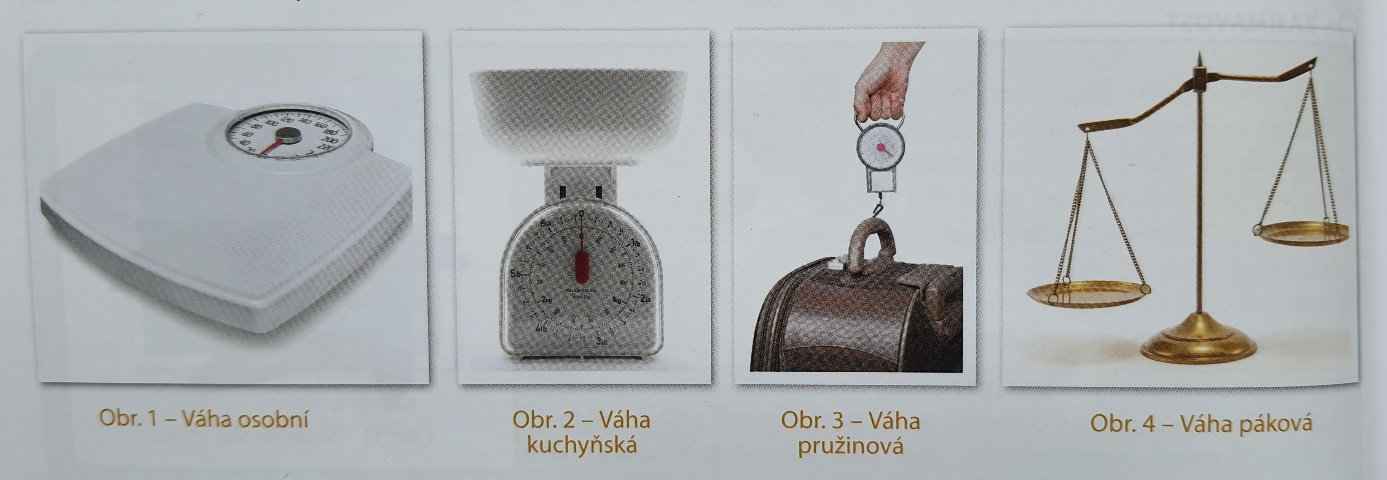 Obr. 1 – Váha osobní
Obr. 2 – Váha
kuchyňská
Obr. 3 – Váha
pružinová
Obr. 4 – Váha páková